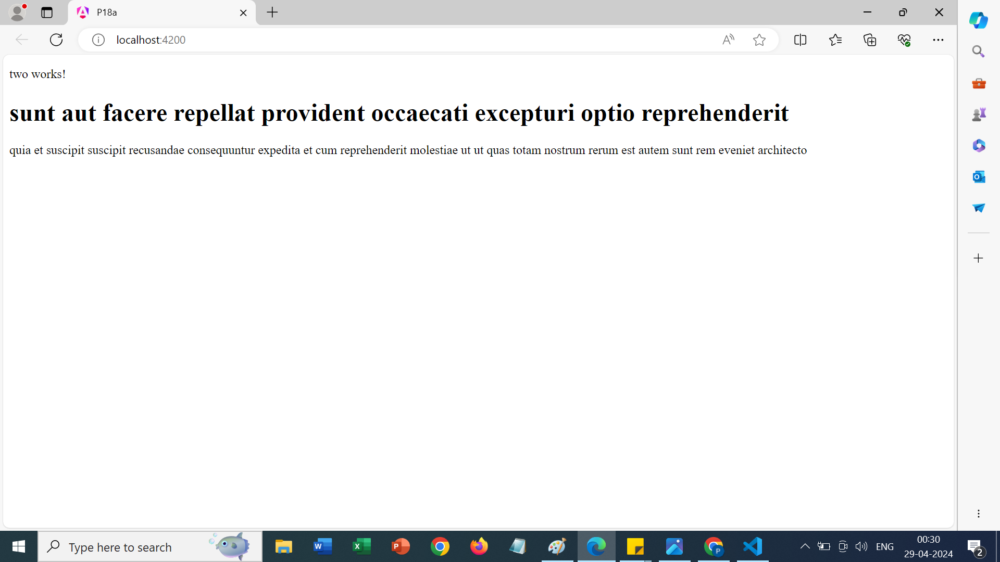 P18a
localhost:4200
two works!
sunt aut facere repellat provident occaecati excepturi optio reprehenderit
quia et suscipit suscipit recusandae consequuntur expedita et cum reprehenderit molestiae ut ut quas totam nostrum rerum est autem sunt rem eveniet architecto
Type here to search
ENG
00:30
29-04-2024
2